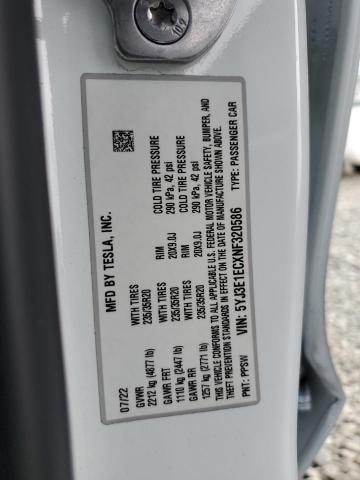 10.9
MFD BY TESLA, INC.
07/22
GVWR WITH TIRES RIM COLD TIRE PRESSURE
2212 kg (4877 lb) 235/35R20 20X9.0J 290 kPa, 42 psi
GAWR FRT WITH TIRES RIM COLD TIRE PRESSURE
1110 kg (2447 lb) 235/35R20 20X9.0J 290 kPa, 42 psi
GAWR RR WITH TIRES
1257 kg (2771 lb) 235/35R20
THIS VEHICLE CONFORMS TO ALL APPLICABLE U.S. FEDERAL MOTOR VEHICLE SAFETY, BUMPER, AND
THEFT PREVENTION STANDARDS IN EFFECT ON THE DATE OF MANUFACTURE SHOWN ABOVE.
VIN: 5YJ3E1ECXNF320586 TYPE: PASSENGER CAR
PNT: PPSW